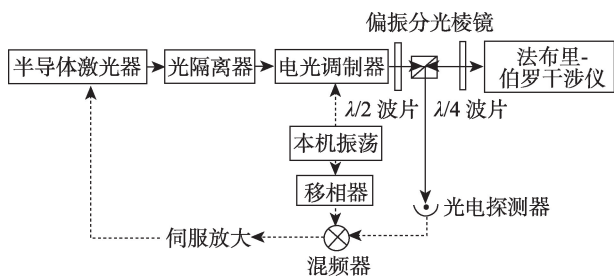 偏振分光棱镜
半导体激光器
光隔离器
电光调制器
法布里-
伯罗干涉仪
λ/2 波片
λ/4 波片
本机振荡
移相器
光电探测器
伺服放大
混频器